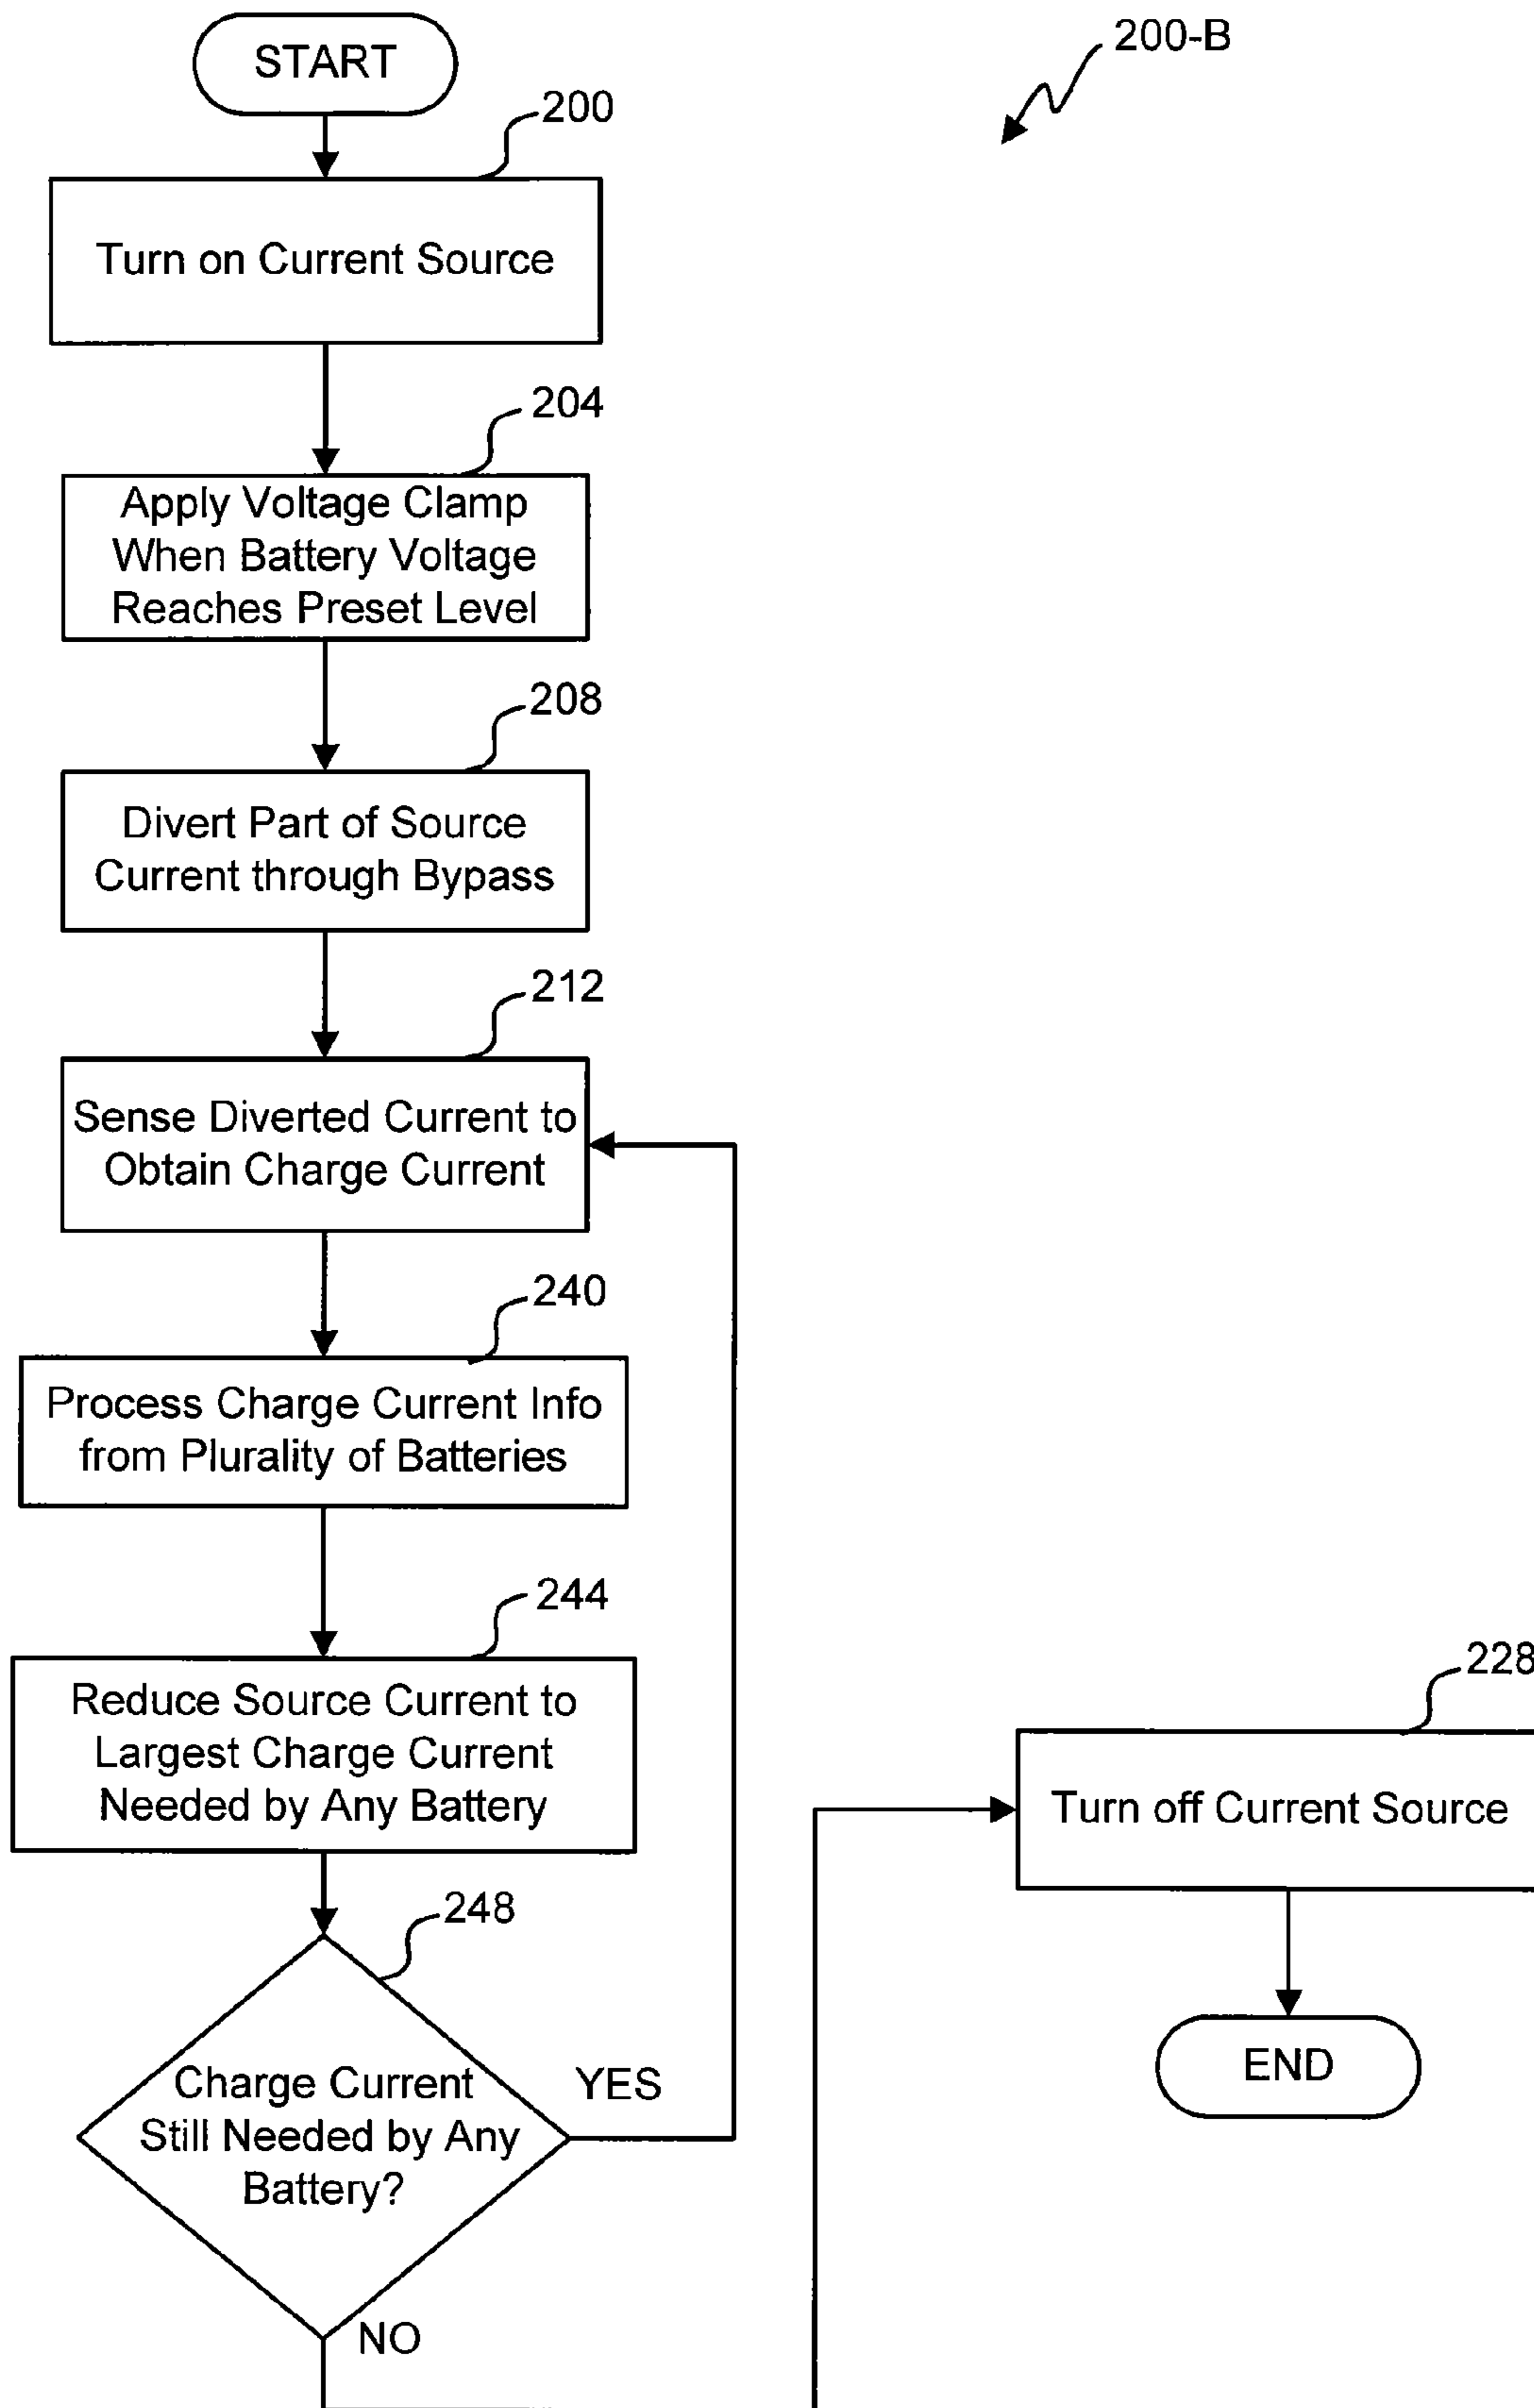 START
200-B
200
Turn on Current Source
204
Apply Voltage Clamp
When Battery Voltage
Reaches Preset Level
208
Divert Part of Source
Current through Bypass
212
Sense Diverted Current to
Obtain Charge Current
240
Process Charge Current Info
from Plurality of Batteries
244
Reduce Source Current to
Largest Charge Current
Needed by Any Battery
248
Charge Current
Still Needed by Any
Battery?
YES
NO
228
Turn off Current Source
END